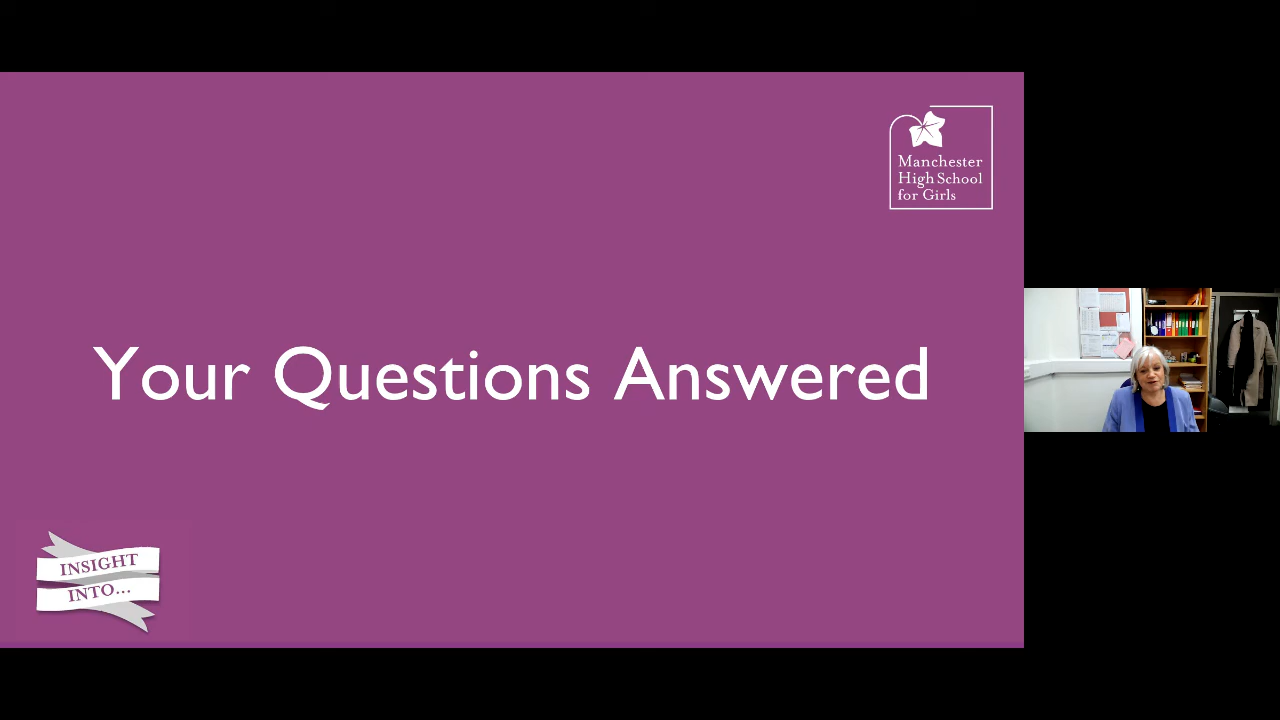 Manchester
High School
for Girls
Your Questions Answered
INSIGHT
INTO...